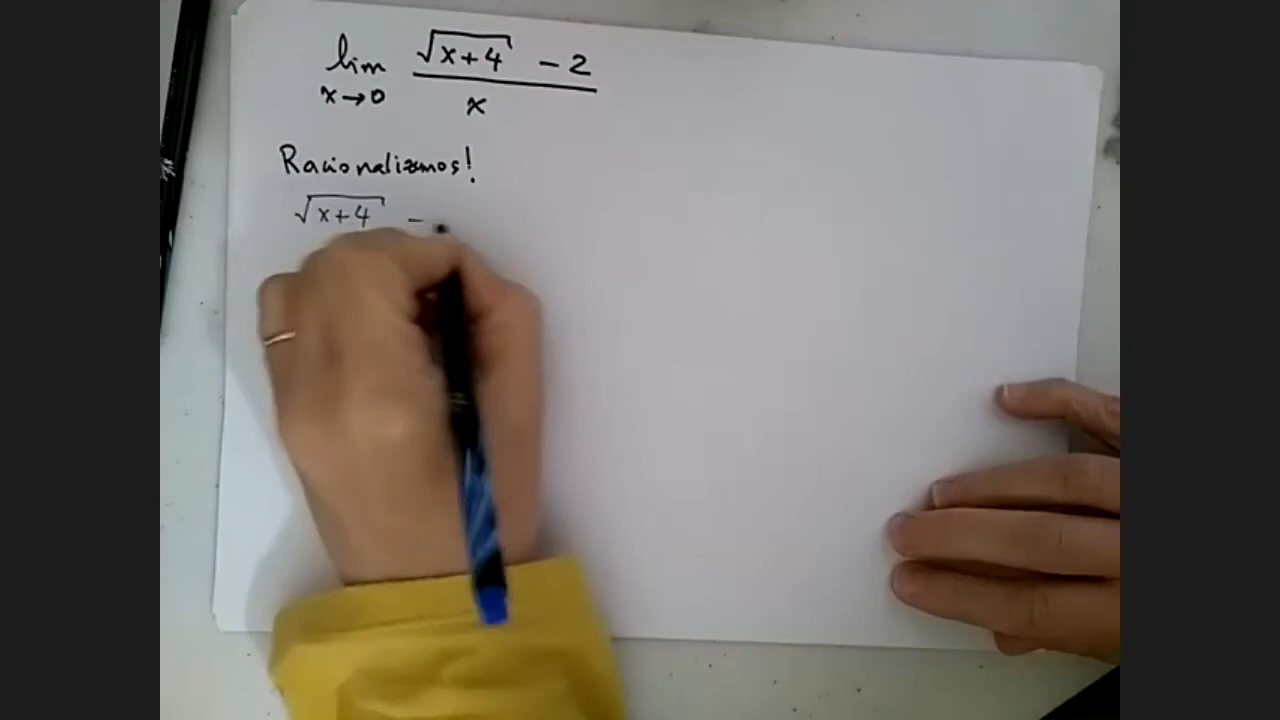 lim √(x+4) - 2
x→0 x
Racionalizamos!
√(x+4) -